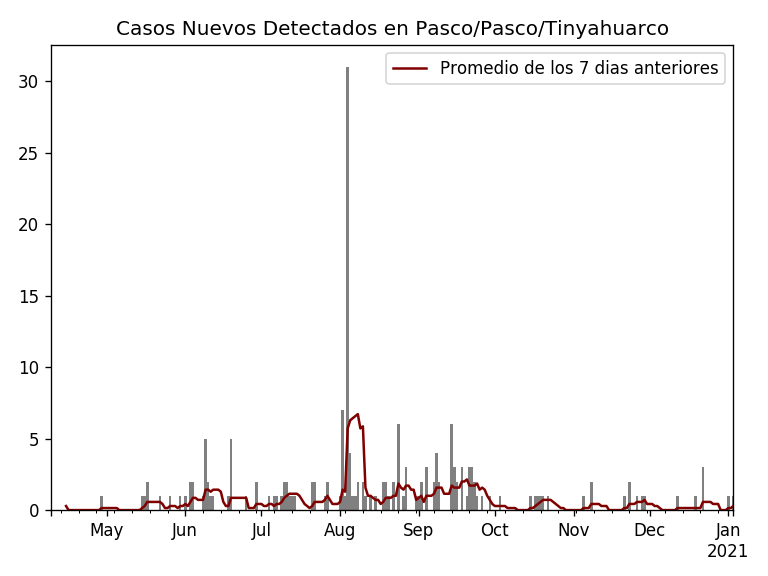 Casos Nuevos Detectados en Pasco/Pasco/Tinyahuarco
Promedio de los 7 dias anteriores
30
25
20
15
10
5
0
May Jun Jul Aug Sep Oct Nov Dec Jan
2021